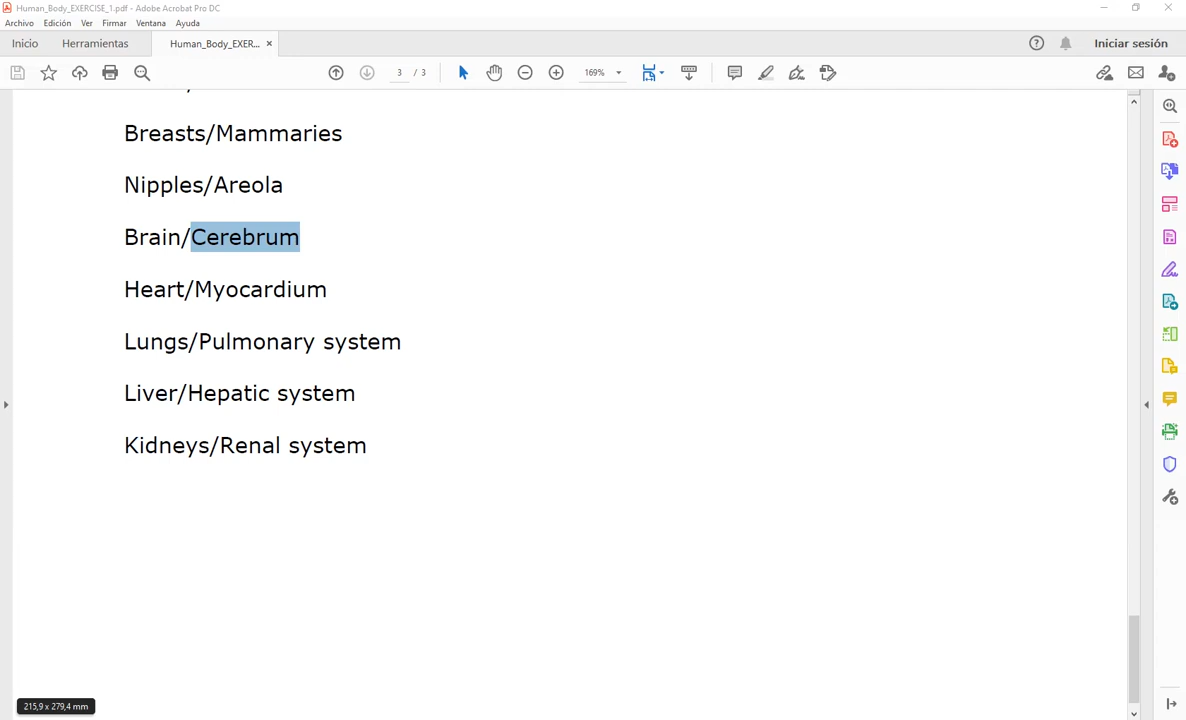 Human_Body_EXERCISE_1.pdf - Adobe Acrobat Pro DC
Archivo Edición Ver Firmar Ventana Ayuda
Inicio Herramientas Human_Body_EXER... Iniciar sesión
3 / 3 169%
Breasts/Mammaries
Nipples/Areola
Brain/Cerebrum
Heart/Myocardium
Lungs/Pulmonary system
Liver/Hepatic system
Kidneys/Renal system
215,9 x 279,4 mm